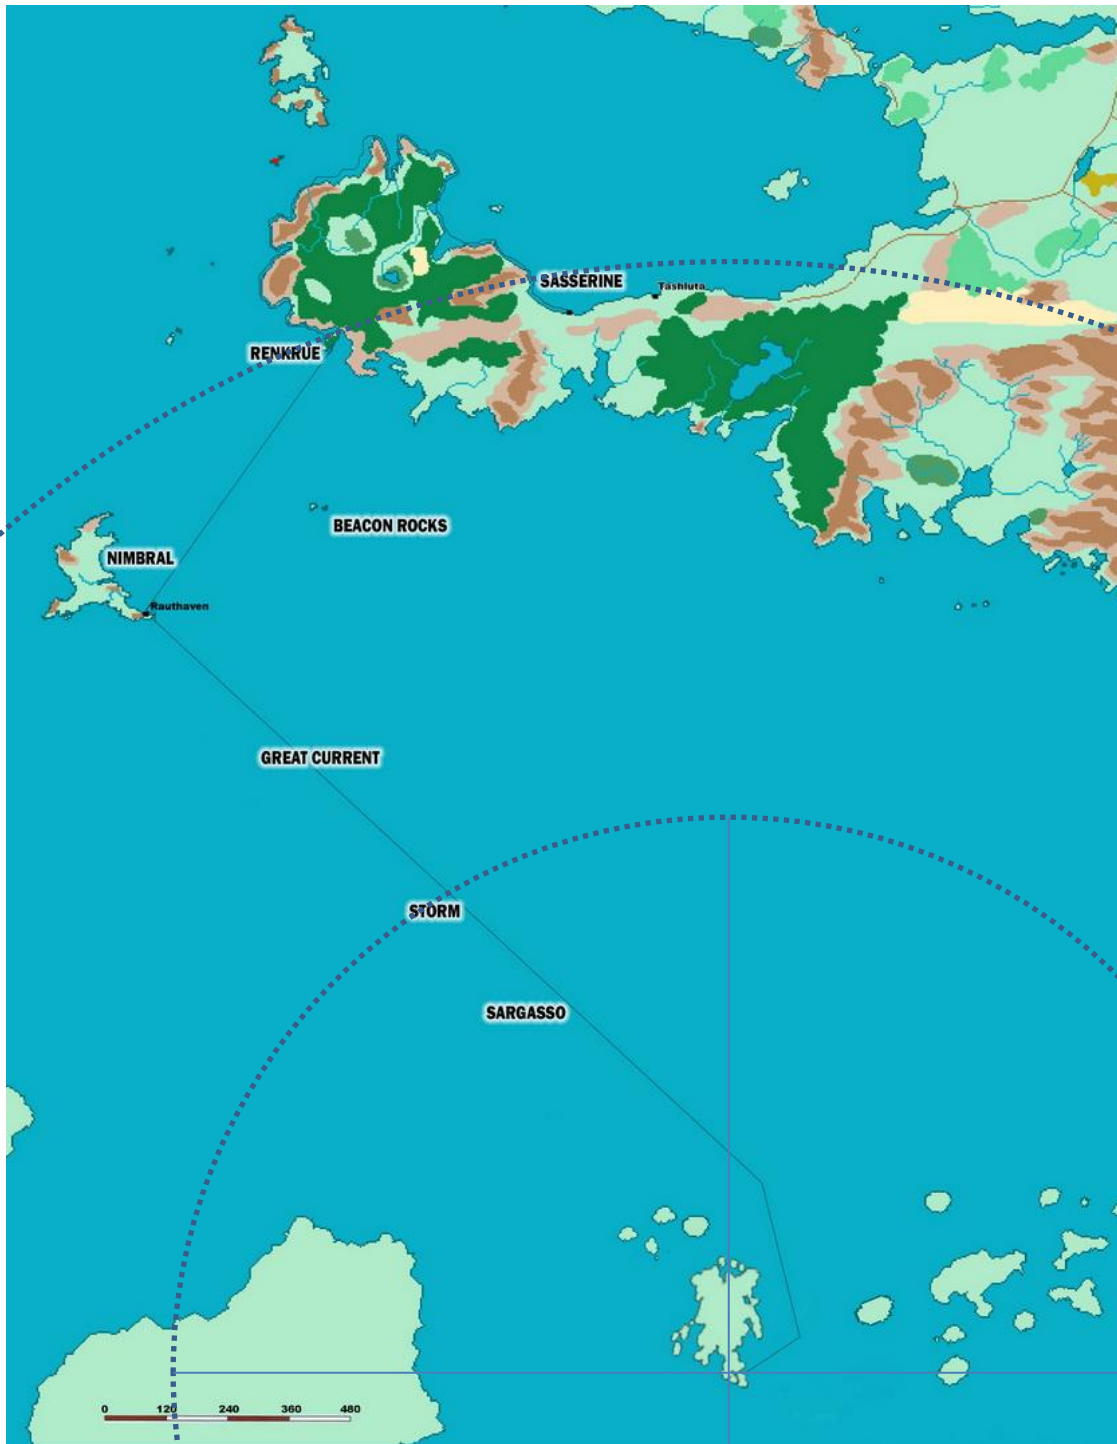 SASSERINE
Tashluta
RENKRUE
BEACON ROCKS
NIMBRAL
Rauthaven
GREAT CURRENT
STORM
SARGASSO
0 120 240 360 480